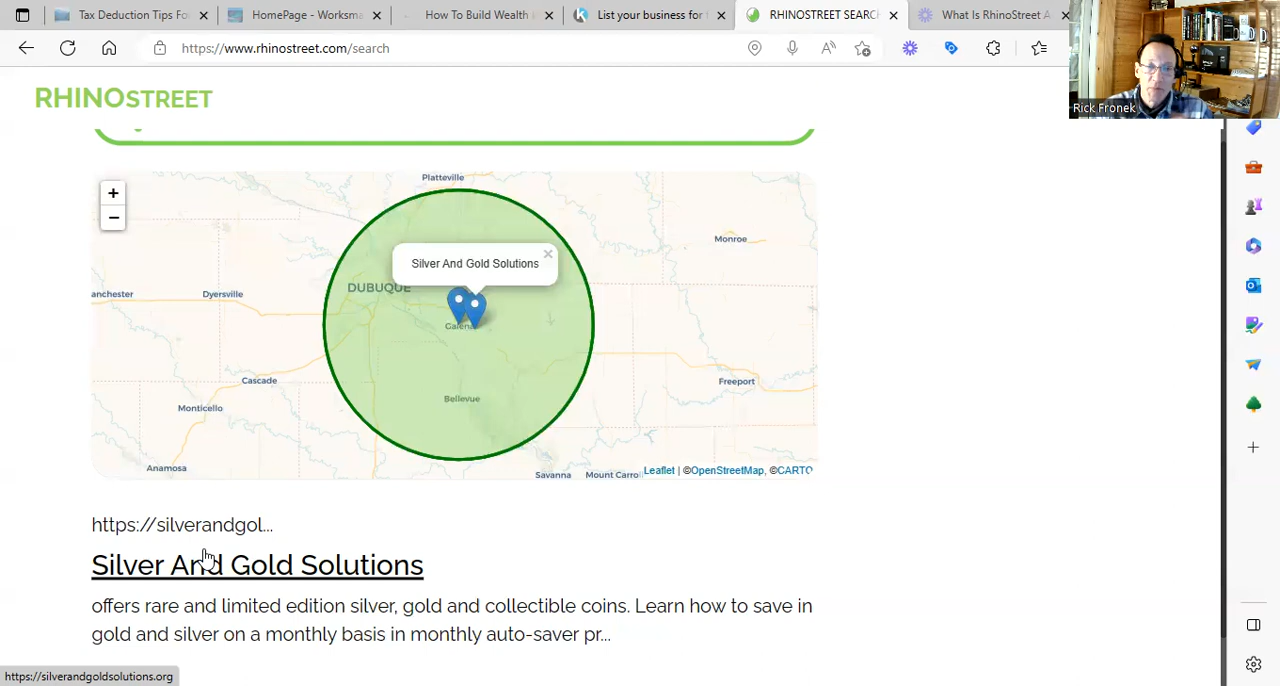 Tax Deduction Tips Fo
HomePage - Worksma
How To Build Wealth i
List your business for f
RHINOSTREET SEARC
What Is RhinoStreet A
https://www.rhinostreet.com/search
Rick Fronek
RHINOSTREET
+
−
Platteville
Silver And Gold Solutions
×
Monroe
DUBUQUE
anchester
Dyersville
Galena
Cascade
Freeport
Bellevue
Monticello
Anamosa
Savanna
Mount Carrol
Leaflet | ©OpenStreetMap, ©CARTO
https://silverandgol...
Silver And Gold Solutions
offers rare and limited edition silver, gold and collectible coins. Learn how to save in
gold and silver on a monthly basis in monthly auto-saver pr...
https://silverandgoldsolutions.org